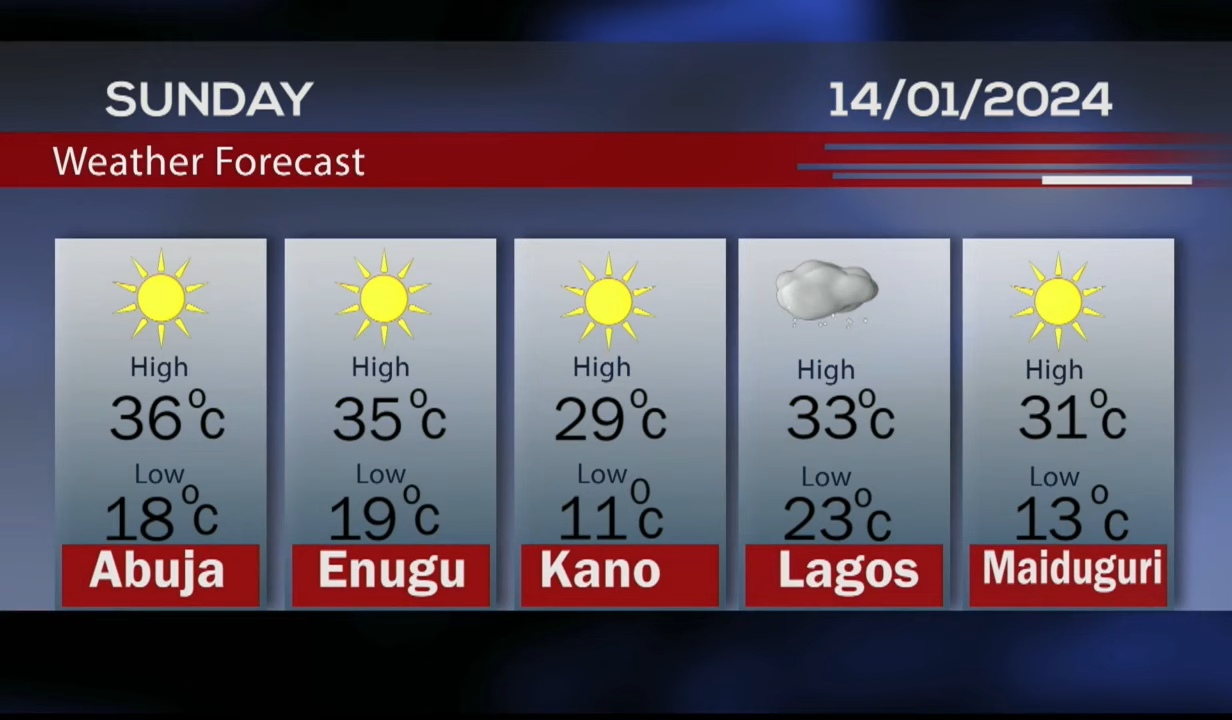 SUNDAY
14/01/2024
Weather Forecast
High
36°c
Low
18°c
Abuja
High
35°c
Low
19°c
Enugu
High
29°c
Low
11°c
Kano
High
33°c
Low
23°c
Lagos
High
31°c
Low
13°c
Maiduguri